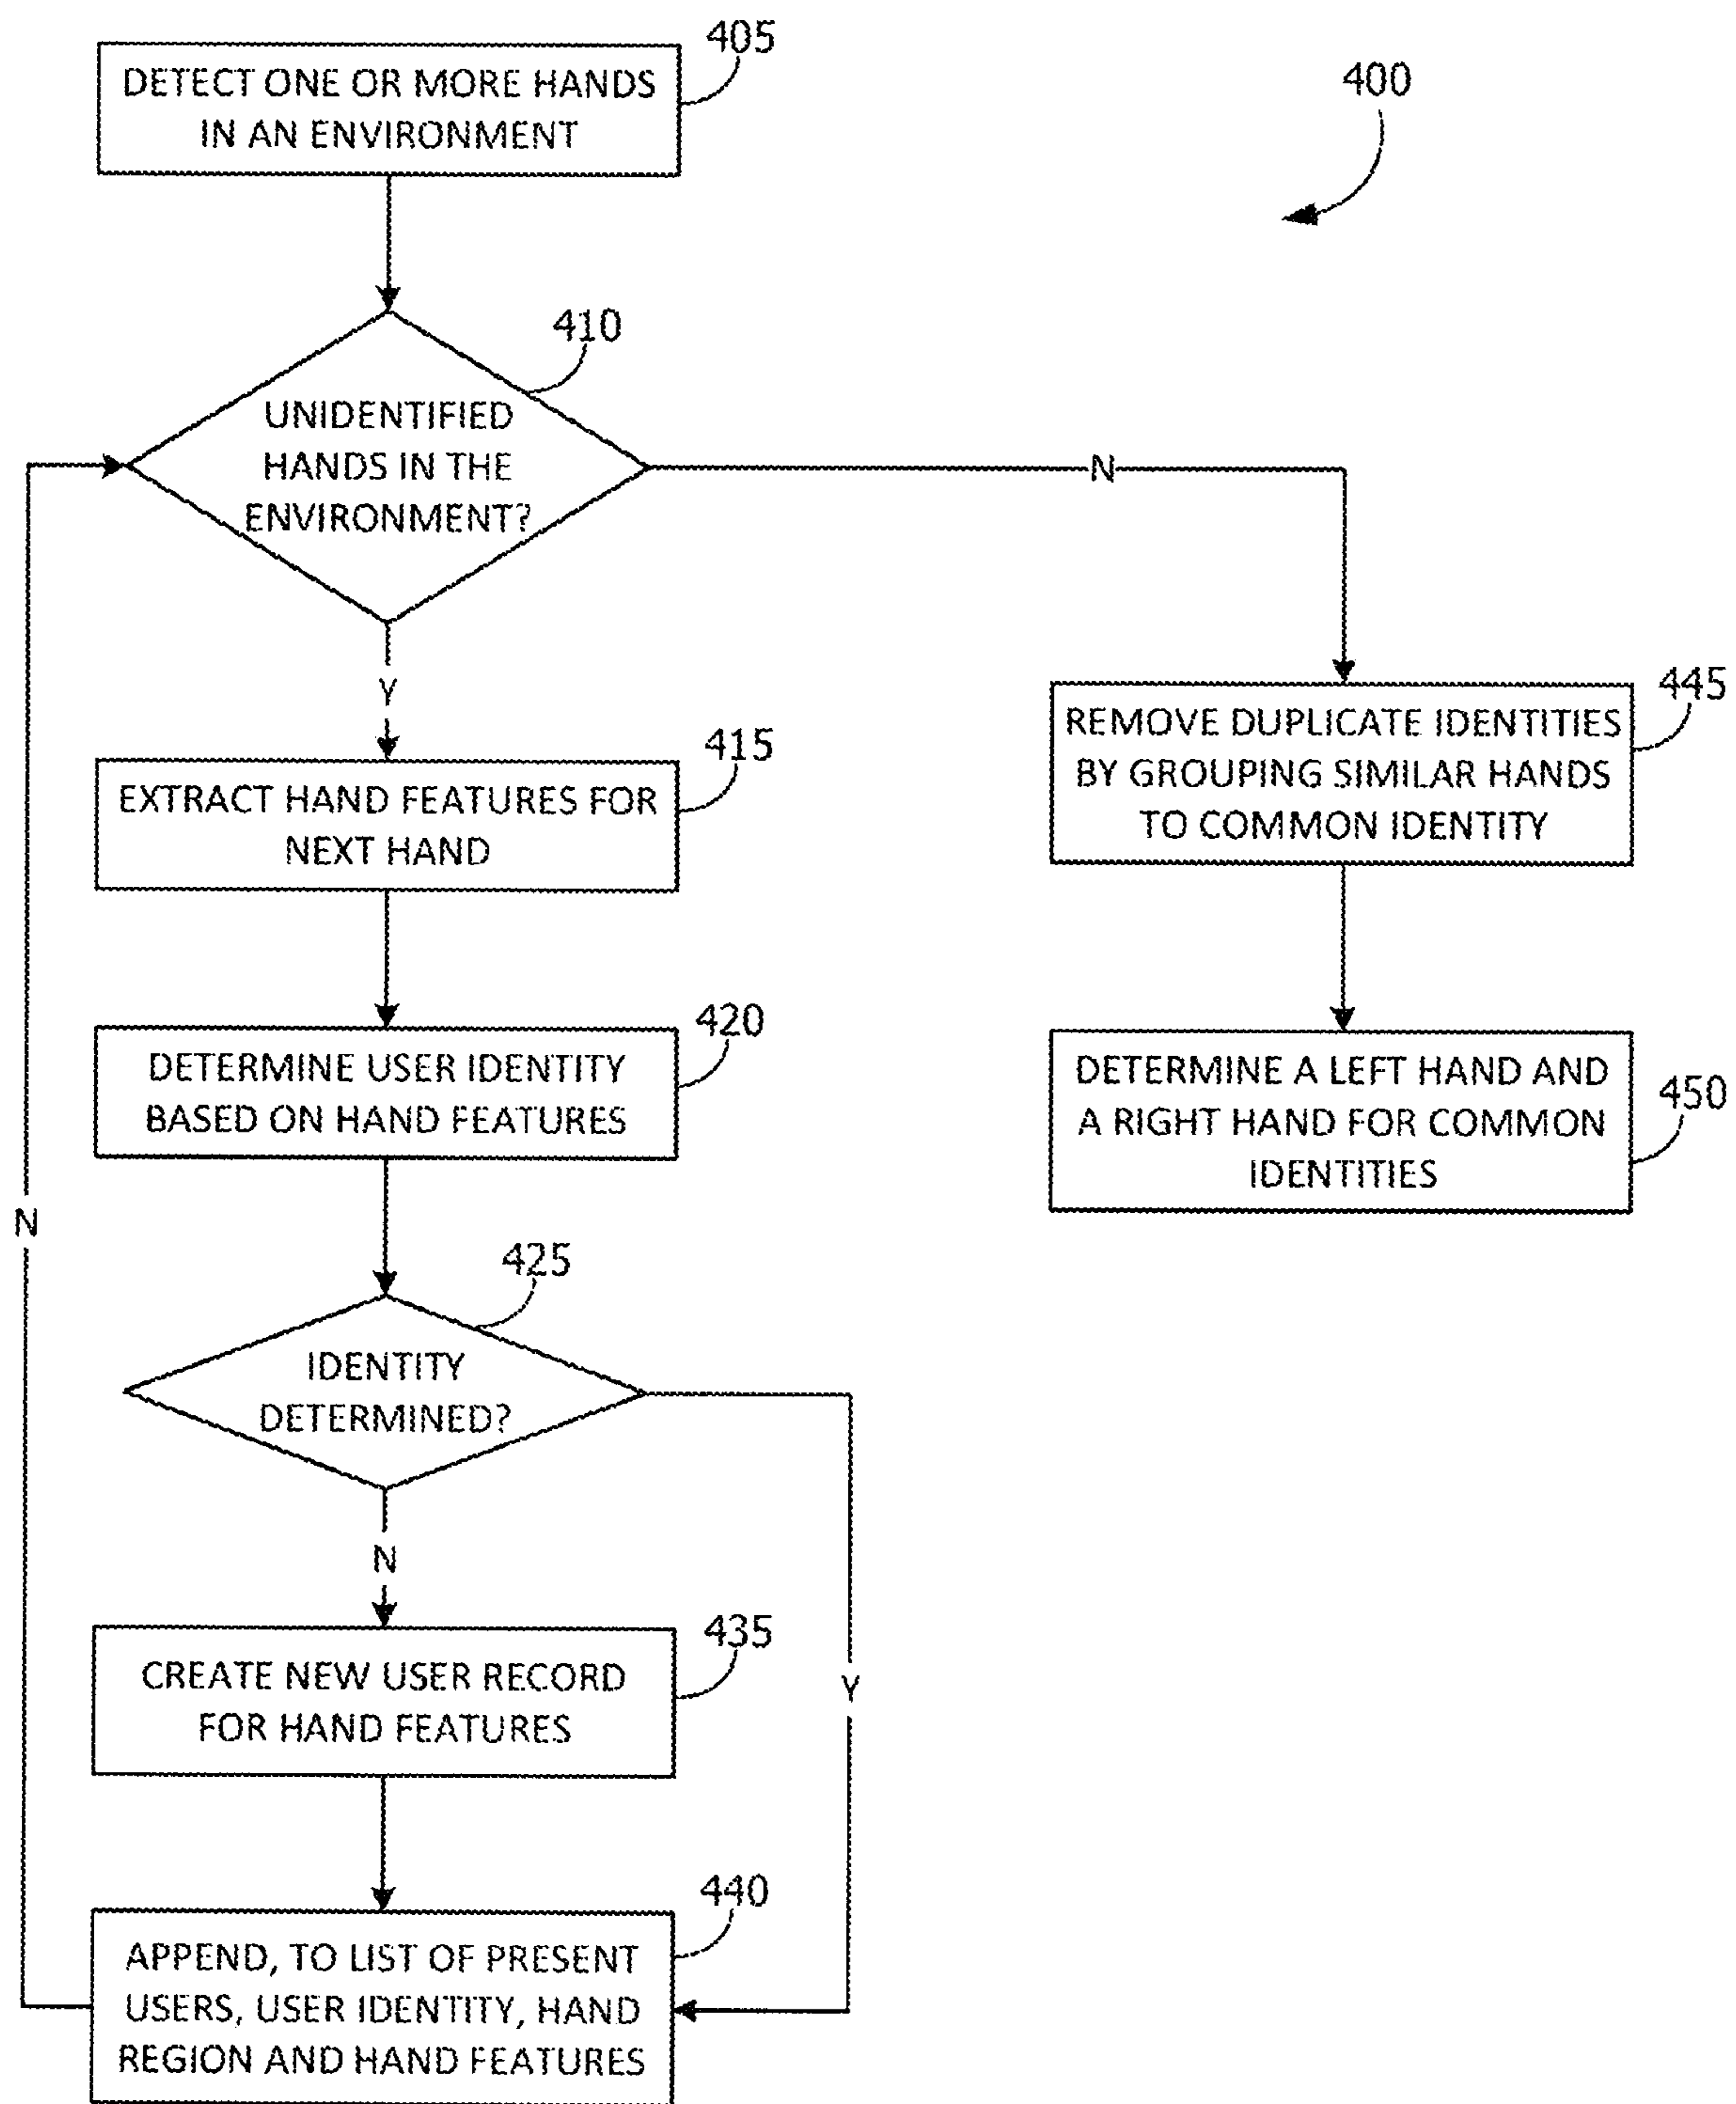 405
DETECT ONE OR MORE HANDS
IN AN ENVIRONMENT
400
410
UNIDENTIFIED
HANDS IN THE
ENVIRONMENT?
N
Y
415
EXTRACT HAND FEATURES FOR
NEXT HAND
445
REMOVE DUPLICATE IDENTITIES
BY GROUPING SIMILAR HANDS
TO COMMON IDENTITY
420
DETERMINE USER IDENTITY
BASED ON HAND FEATURES
450
DETERMINE A LEFT HAND AND
A RIGHT HAND FOR COMMON
IDENTITIES
N
425
IDENTITY
DETERMINED?
N
Y
435
CREATE NEW USER RECORD
FOR HAND FEATURES
440
APPEND, TO LIST OF PRESENT
USERS, USER IDENTITY, HAND
REGION AND HAND FEATURES